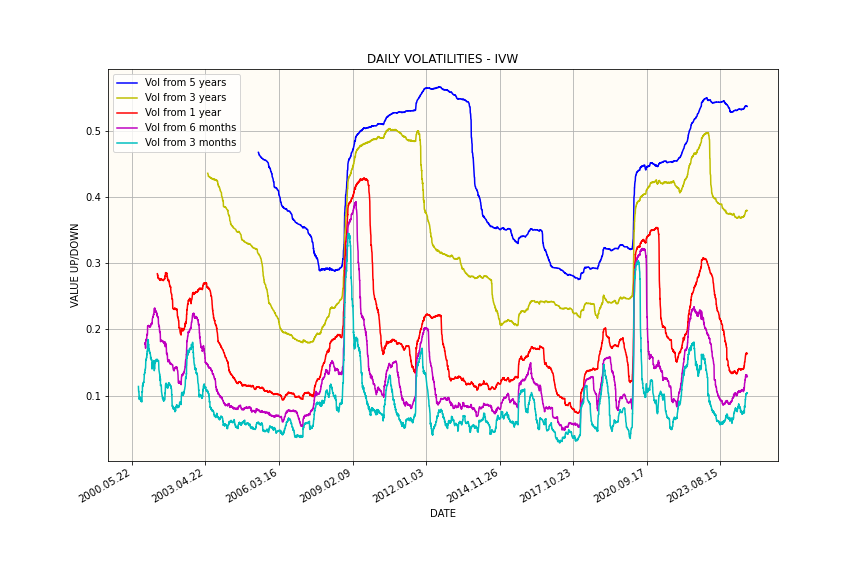 DAILY VOLATILITIES - IVW
Vol from 5 years
Vol from 3 years
Vol from 1 year
Vol from 6 months
Vol from 3 months
VALUE UP/DOWN
0.5
0.4
0.3
0.2
0.1
2000.05.22
2003.04.22
2006.03.16
2009.02.09
2012.01.03
2014.11.26
2017.10.23
2020.09.17
2023.08.15
DATE